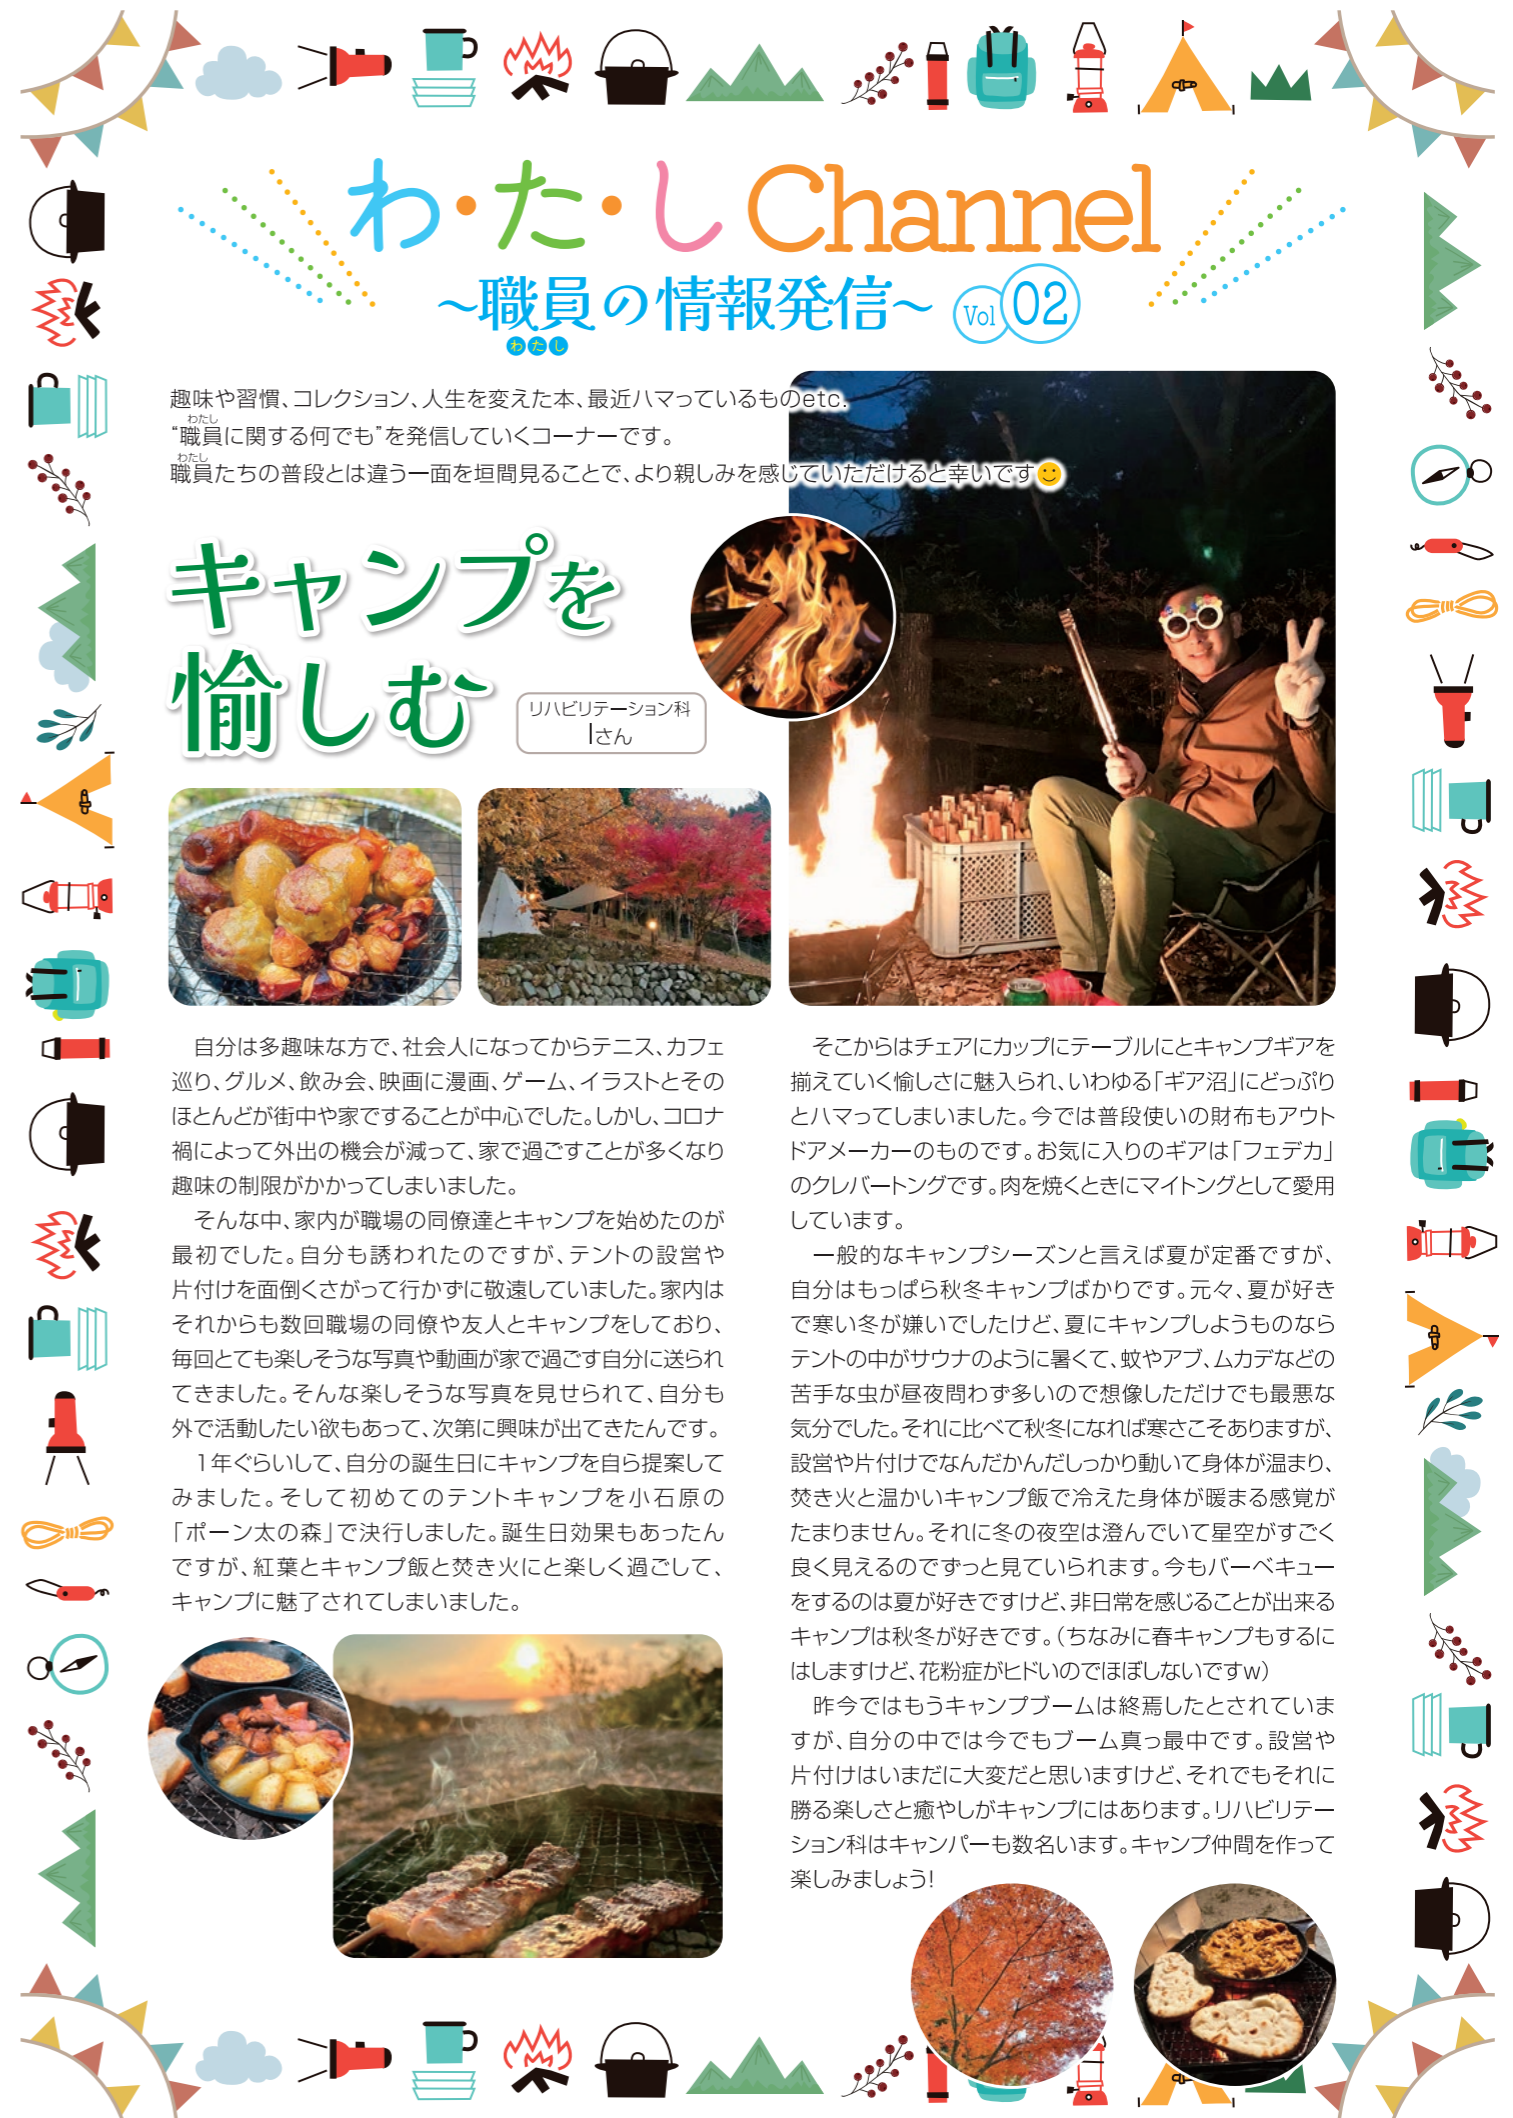 わ・た・し Channel
～職員の情報発信～ Vol 02
わたし
趣味や習慣、コレクション、人生を変えた本、最近ハマっているものetc.
わたし
“職員に関する何でも”を発信していくコーナーです。
わたし
職員たちの普段とは違う一面を垣間見ることで、より親しみを感じていただけると幸いです
キャンプを
愉しむ
リハビリテーション科
Iさん
自分は多趣味な方で、社会人になってからテニス、カフェ
巡り、グルメ、飲み会、映画に漫画、ゲーム、イラストとその
ほとんどが街中や家ですることが中心でした。しかし、コロナ
禍によって外出の機会が減って、家で過ごすことが多くなり
趣味の制限がかかってしまいました。
そんな中、家内が職場の同僚達とキャンプを始めたのが
最初でした。自分も誘われたのですが、テントの設営や
片付けを面倒くさがって行かずに敬遠していました。家内は
それからも数回職場の同僚や友人とキャンプをしており、
毎回とても楽しそうな写真や動画が家で過ごす自分に送られ
てきました。そんな楽しそうな写真を見せられて、自分も
外で活動したい欲もあって、次第に興味が出てきたんです。
1年ぐらいして、自分の誕生日にキャンプを自ら提案して
みました。そして初めてのテントキャンプを小石原の
「ポーン太の森」で決行しました。誕生日効果もあったん
ですが、紅葉とキャンプ飯と焚き火にと楽しく過ごして、
キャンプに魅了されてしまいました。
そこからはチェアにカップにテーブルにとキャンプギアを
揃えていく愉しさに魅入られ、いわゆる「ギア沼」にどっぷり
とハマってしまいました。今では普段使いの財布もアウト
ドアメーカーのものです。お気に入りのギアは「フェデカ」
のクレバートングです。肉を焼くときにマイトングとして愛用
しています。
一般的なキャンプシーズンと言えば夏が定番ですが、
自分はもっぱら秋冬キャンプばかりです。元々、夏が好き
で寒い冬が嫌いでしたけど、夏にキャンプしようものなら
テントの中がサウナのように暑くて、蚊やアブ、ムカデなどの
苦手な虫が昼夜問わず多いので想像しただけでも最悪な
気分でした。それに比べて秋冬になれば寒さこそありますが、
設営や片付けでなんだかんだしっかり動いて身体が温まり、
焚き火と温かいキャンプ飯で冷えた身体が暖まる感覚が
たまりません。それに冬の夜空は澄んでいて星空がすごく
良く見えるのでずっと見ていられます。今もバーベキュー
をするのは夏が好きですけど、非日常を感じることが出来る
キャンプは秋冬が好きです。（ちなみに春キャンプもするに
はしますけど、花粉症がヒドいのでほぼしないですw）
昨今ではもうキャンプブームは終焉したとされていま
すが、自分の中では今でもブーム真っ最中です。設営や
片付けはいまだに大変だと思いますけど、それでもそれに
勝る楽しさと癒やしがキャンプにはあります。リハビリテー
ション科はキャンパーも数名います。キャンプ仲間を作って
楽しみましょう！